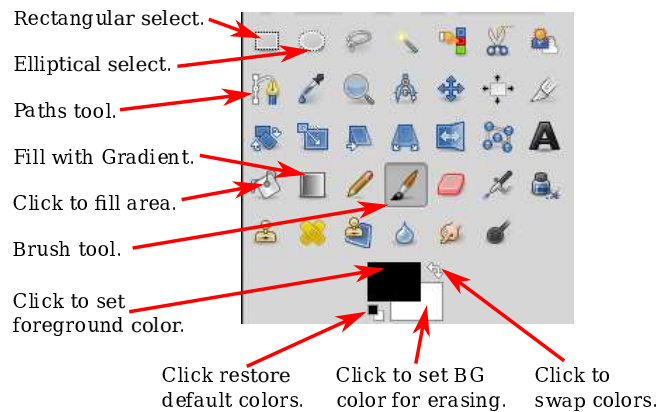 Rectangular select.
Elliptical select.
Paths tool.
Fill with Gradient.
Click to fill area.
Brush tool.
Click to set
foreground color.
Click restore
default colors.
Click to set BG
color for erasing.
Click to
swap colors.